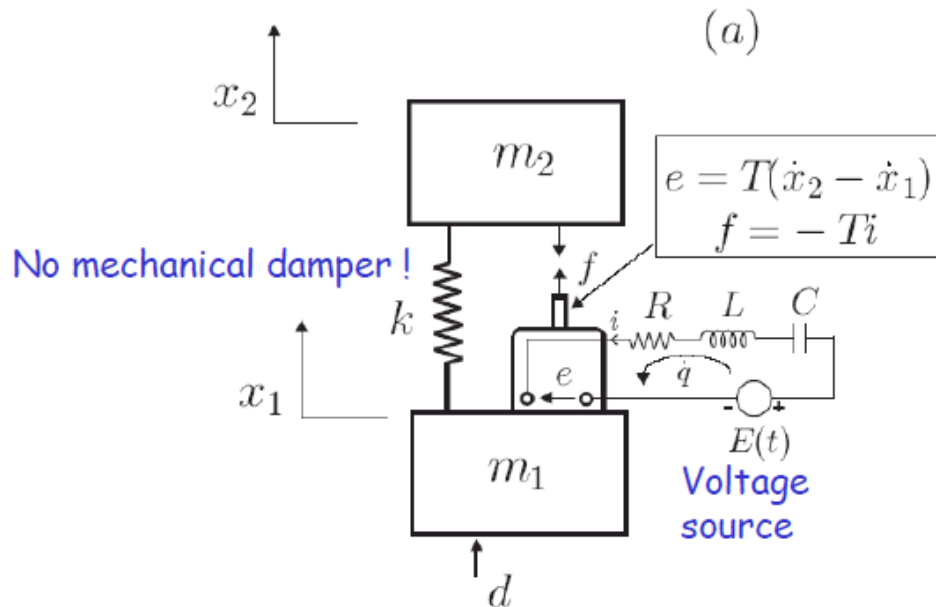 (a)
x₂
m₂
e = T(ẋ₂ − ẋ₁)
f = − Ti
No mechanical damper !
k
f
R
L
C
i
x₁
e
q̇
- +
E(t)
m₁
Voltage
source
d